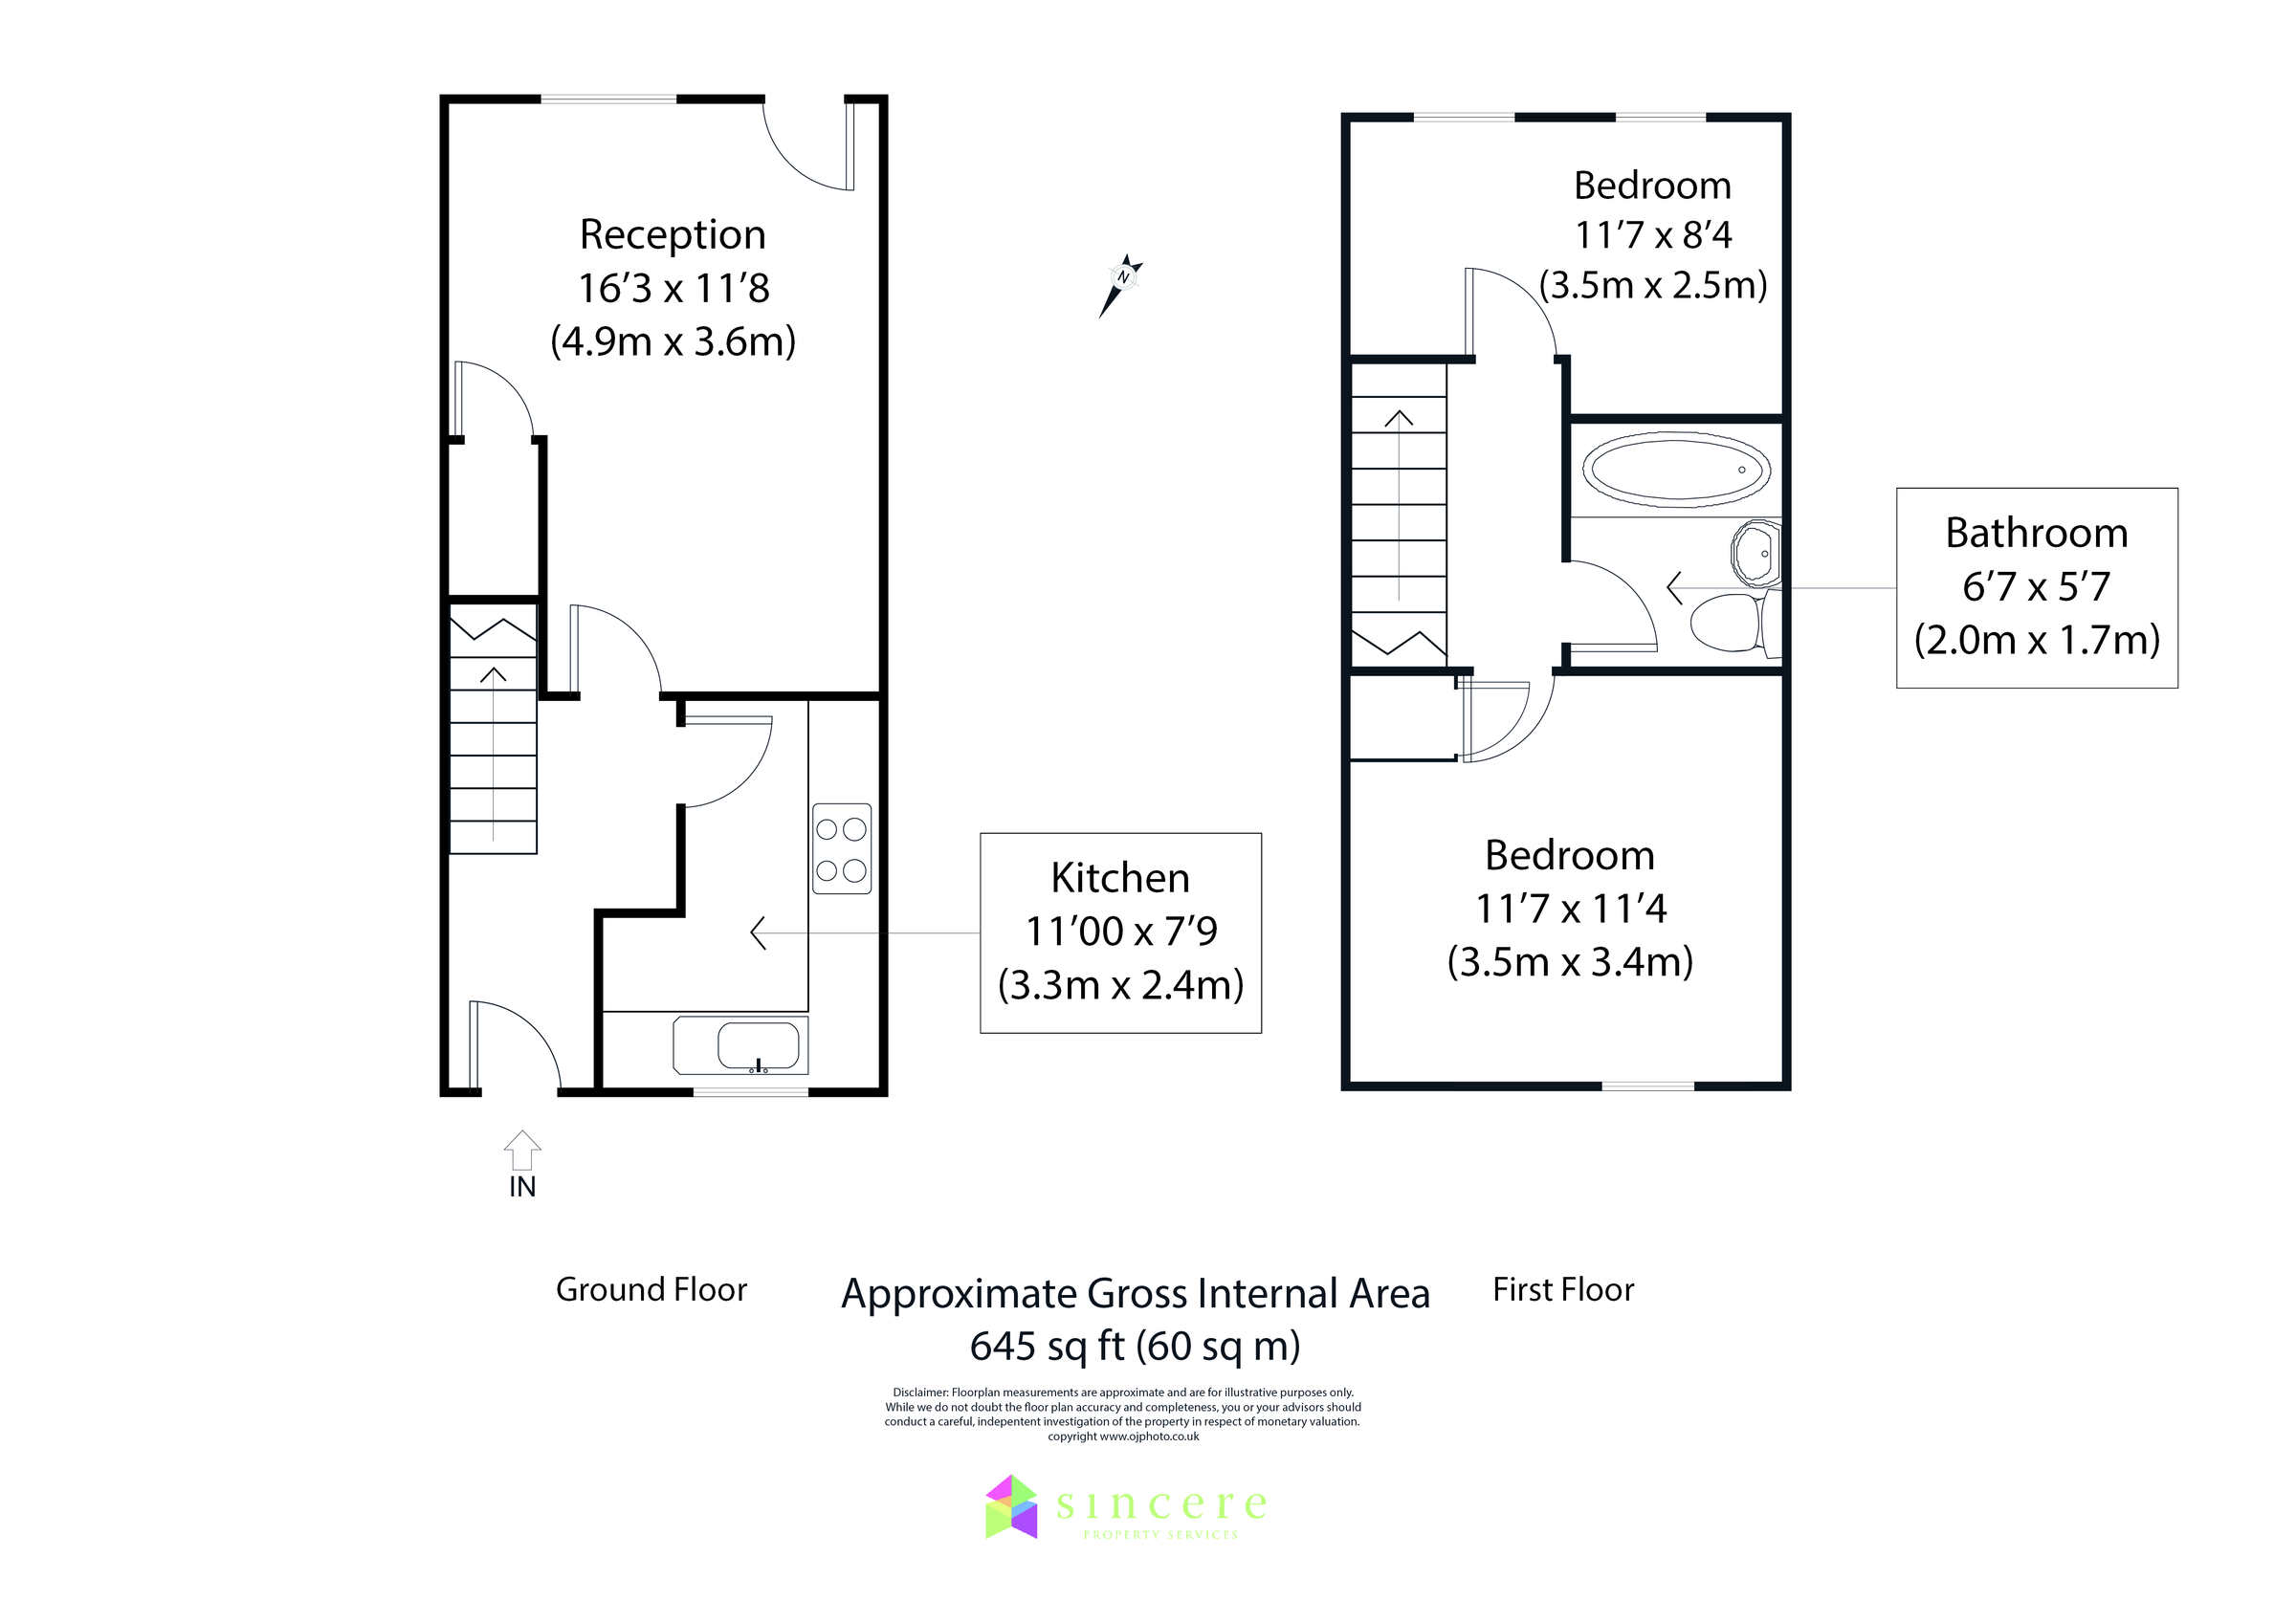 Reception
16’3 x 11’8
(4.9m x 3.6m)
N
Bedroom
11’7 x 8’4
(3.5m x 2.5m)
Bathroom
6’7 x 5’7
(2.0m x 1.7m)
Kitchen
11’00 x 7’9
(3.3m x 2.4m)
Bedroom
11’7 x 11’4
(3.5m x 3.4m)
IN
Ground Floor
First Floor
Approximate Gross Internal Area
645 sq ft (60 sq m)
Disclaimer: Floorplan measurements are approximate and are for illustrative purposes only.
While we do not doubt the floor plan accuracy and completeness, you or your advisors should
conduct a careful, indepentent investigation of the property in respect of monetary valuation.
copyright www.ojphoto.co.uk
sincere
PROPERTY SERVICES